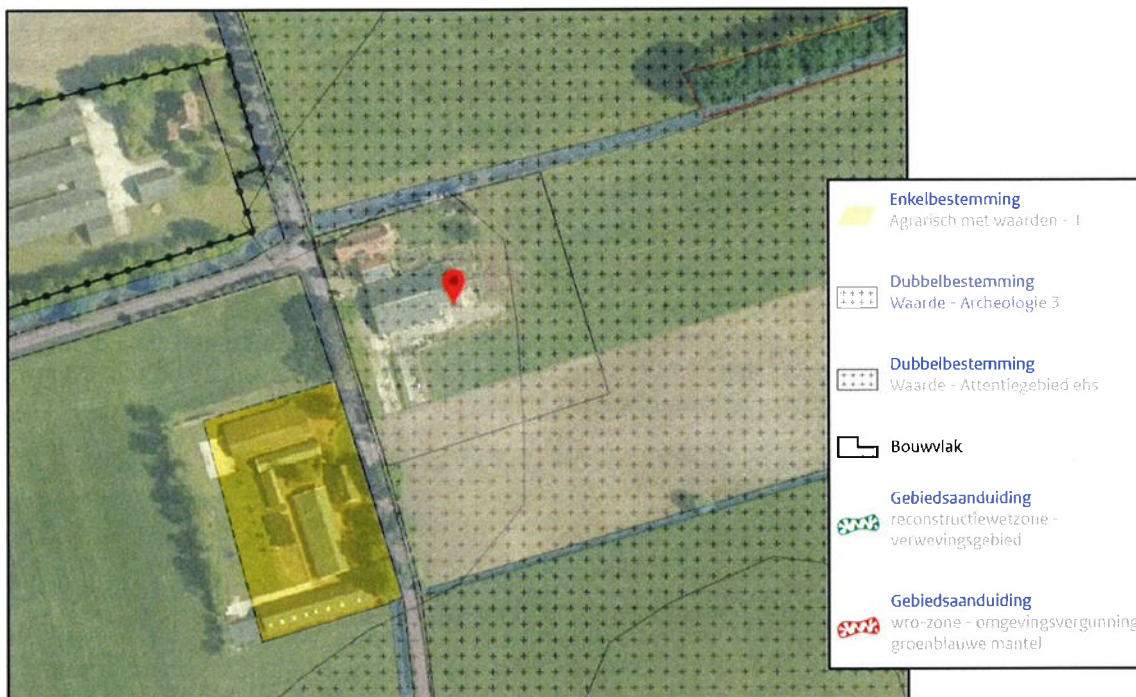 Enkelbestemming
Agrarisch met waarden - 1
Dubbelbestemming
Waarde - Archeologie 3
Dubbelbestemming
Waarde - Attentiegebied ehs
Bouwvlak
Gebiedsaanduiding
reconstructiewetzone -
verwevingsgebied
Gebiedsaanduiding
wro-zone - omgevingsvergunning
groenblauwe mantel